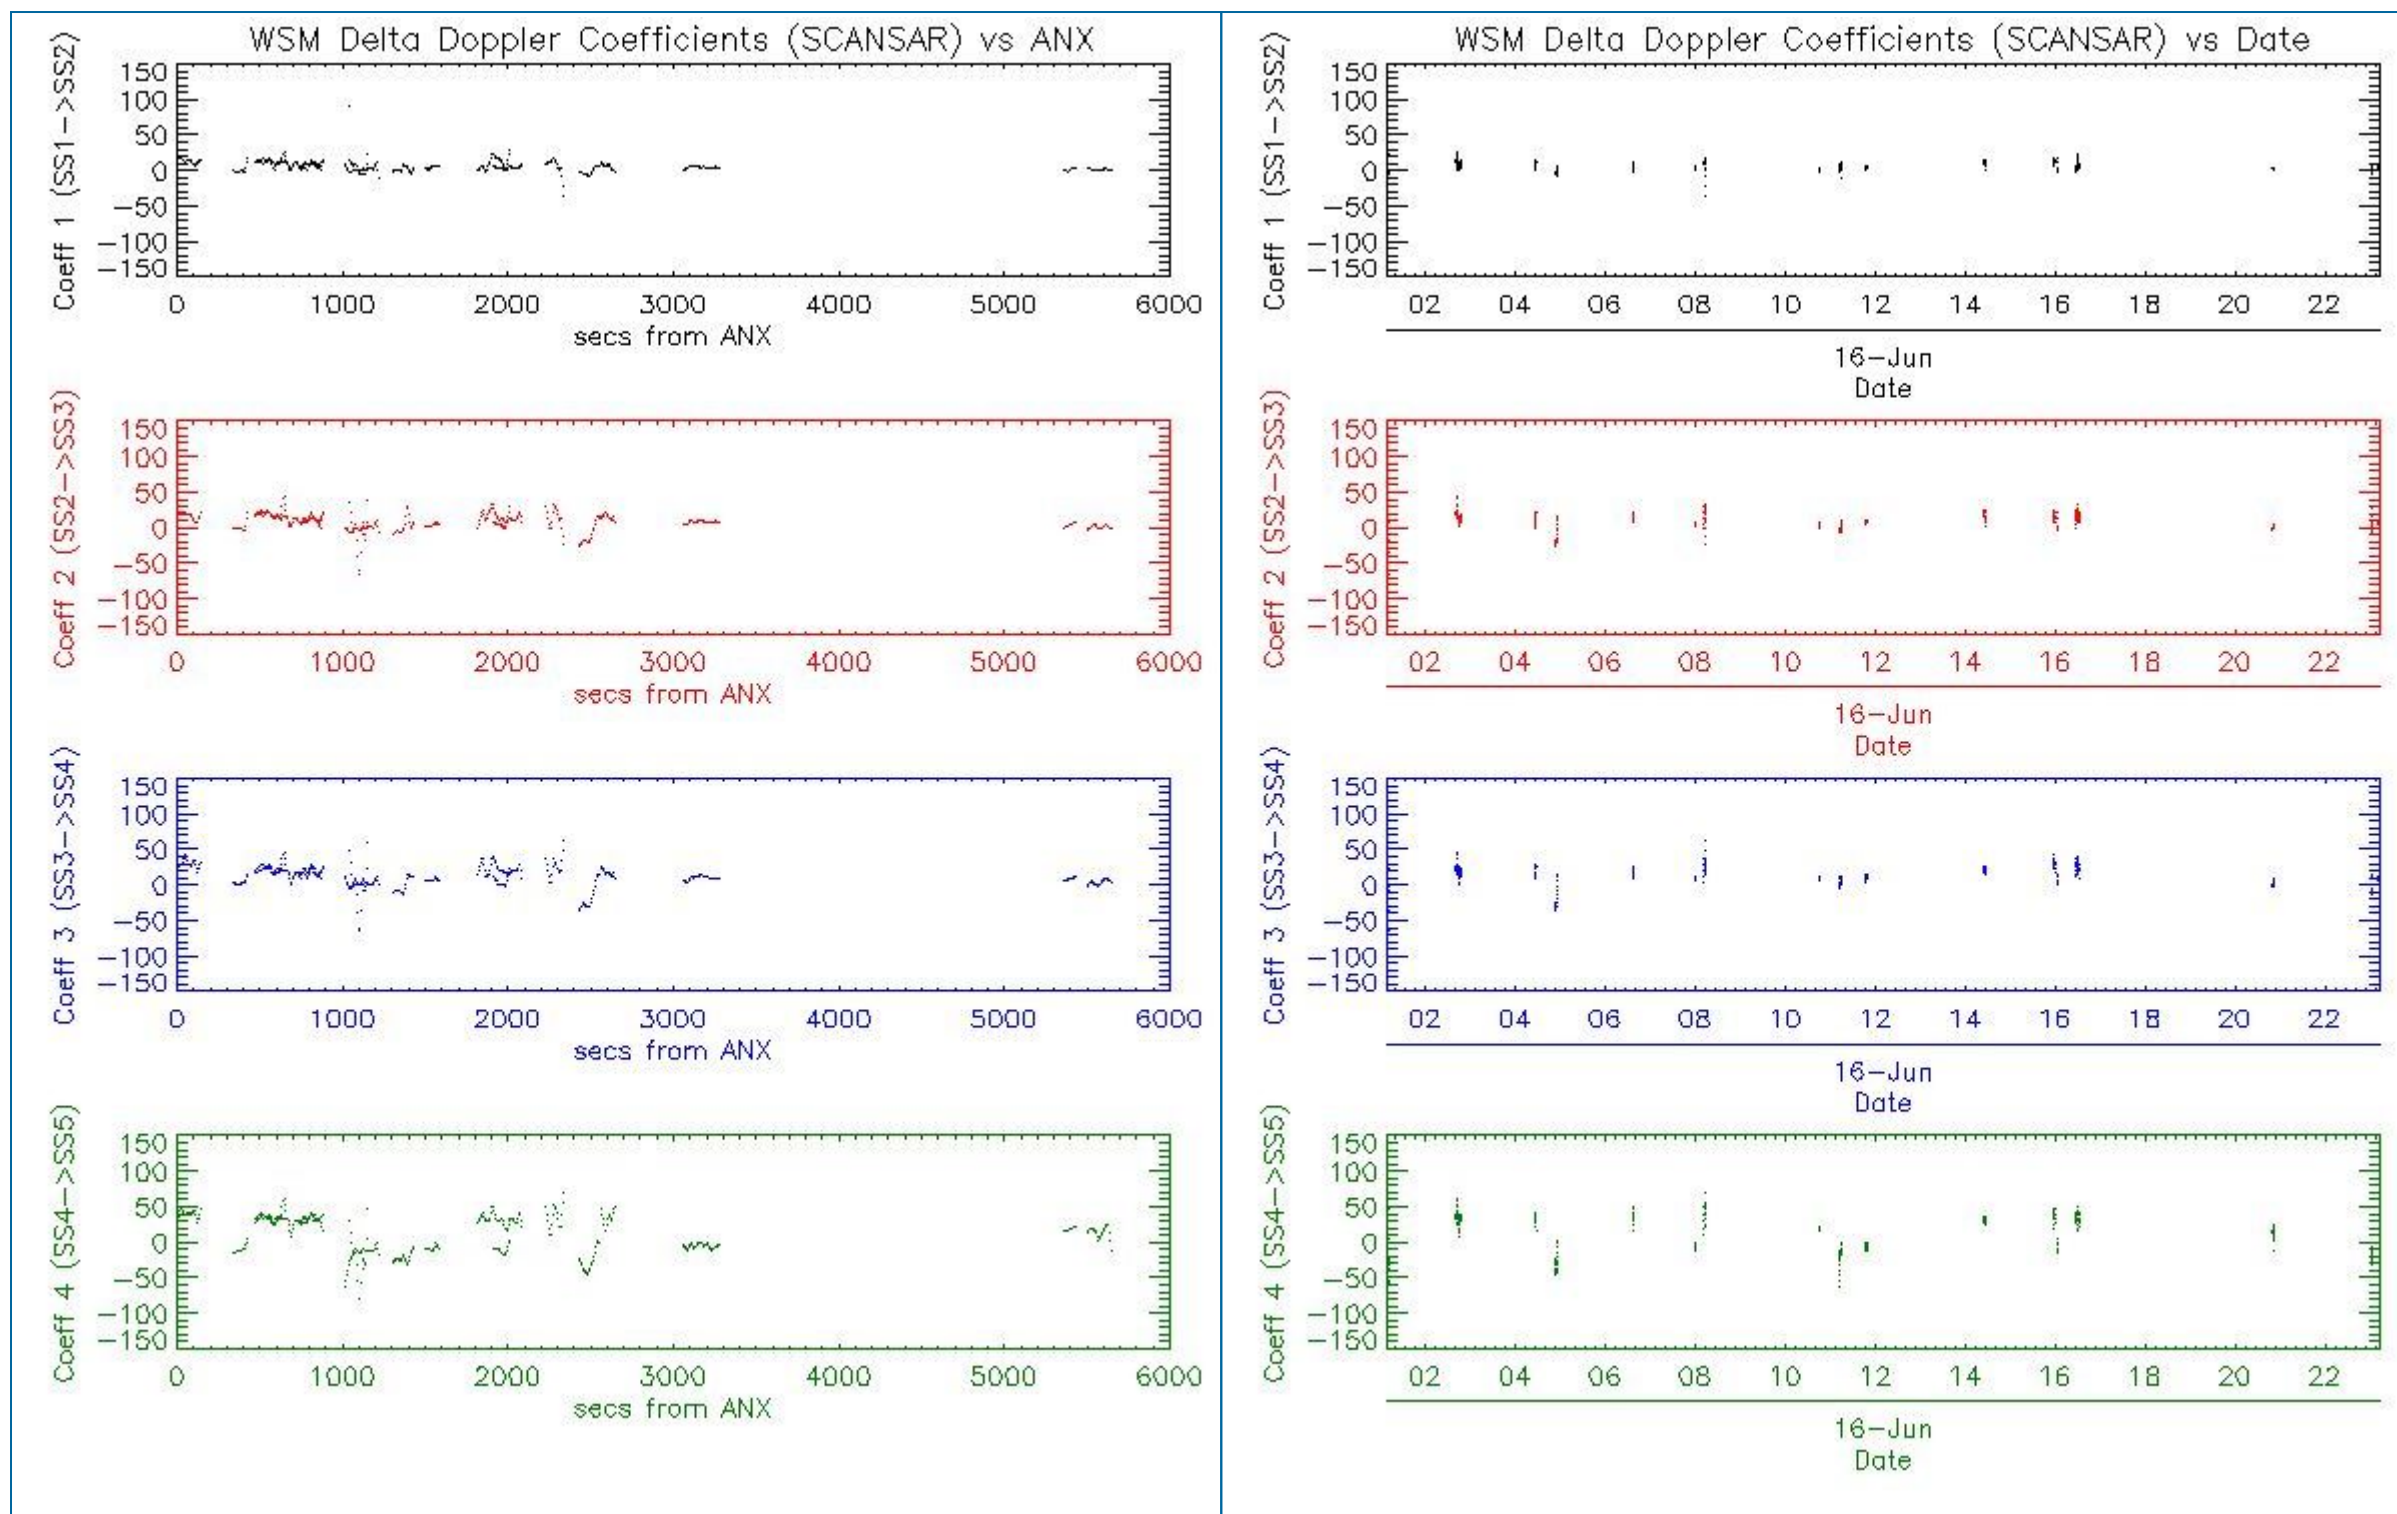 WSM Delta Doppler Coefficients (SCANSAR) vs ANX
Coeff 1 (SS1->SS2)
150
100
50
0
-50
-100
-150
0 1000 2000 3000 4000 5000 6000
secs from ANX
Coeff 2 (SS2->SS3)
150
100
50
0
-50
-100
-150
0 1000 2000 3000 4000 5000 6000
secs from ANX
Coeff 3 (SS3->SS4)
150
100
50
0
-50
-100
-150
0 1000 2000 3000 4000 5000 6000
secs from ANX
Coeff 4 (SS4->SS5)
150
100
50
0
-50
-100
-150
0 1000 2000 3000 4000 5000 6000
secs from ANX
WSM Delta Doppler Coefficients (SCANSAR) vs Date
Coeff 1 (SS1->SS2)
150
100
50
0
-50
-100
-150
02 04 06 08 10 12 14 16 18 20 22
16-Jun
Date
Coeff 2 (SS2->SS3)
150
100
50
0
-50
-100
-150
02 04 06 08 10 12 14 16 18 20 22
16-Jun
Date
Coeff 3 (SS3->SS4)
150
100
50
0
-50
-100
-150
02 04 06 08 10 12 14 16 18 20 22
16-Jun
Date
Coeff 4 (SS4->SS5)
150
100
50
0
-50
-100
-150
02 04 06 08 10 12 14 16 18 20 22
16-Jun
Date